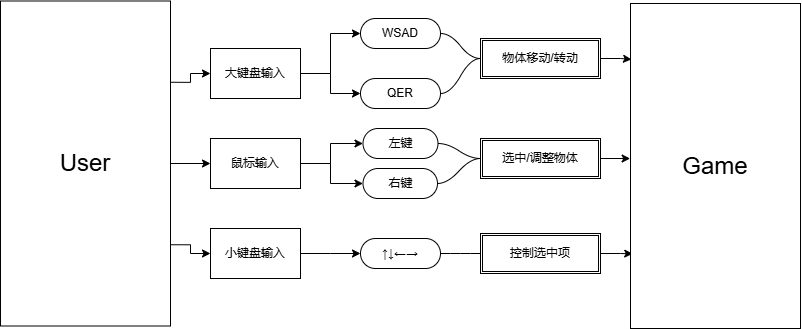 User
大键盘输入
WSAD
QER
物体移动/转动
鼠标输入
左键
右键
选中/调整物体
小键盘输入
↑↓←→
控制选中项
Game